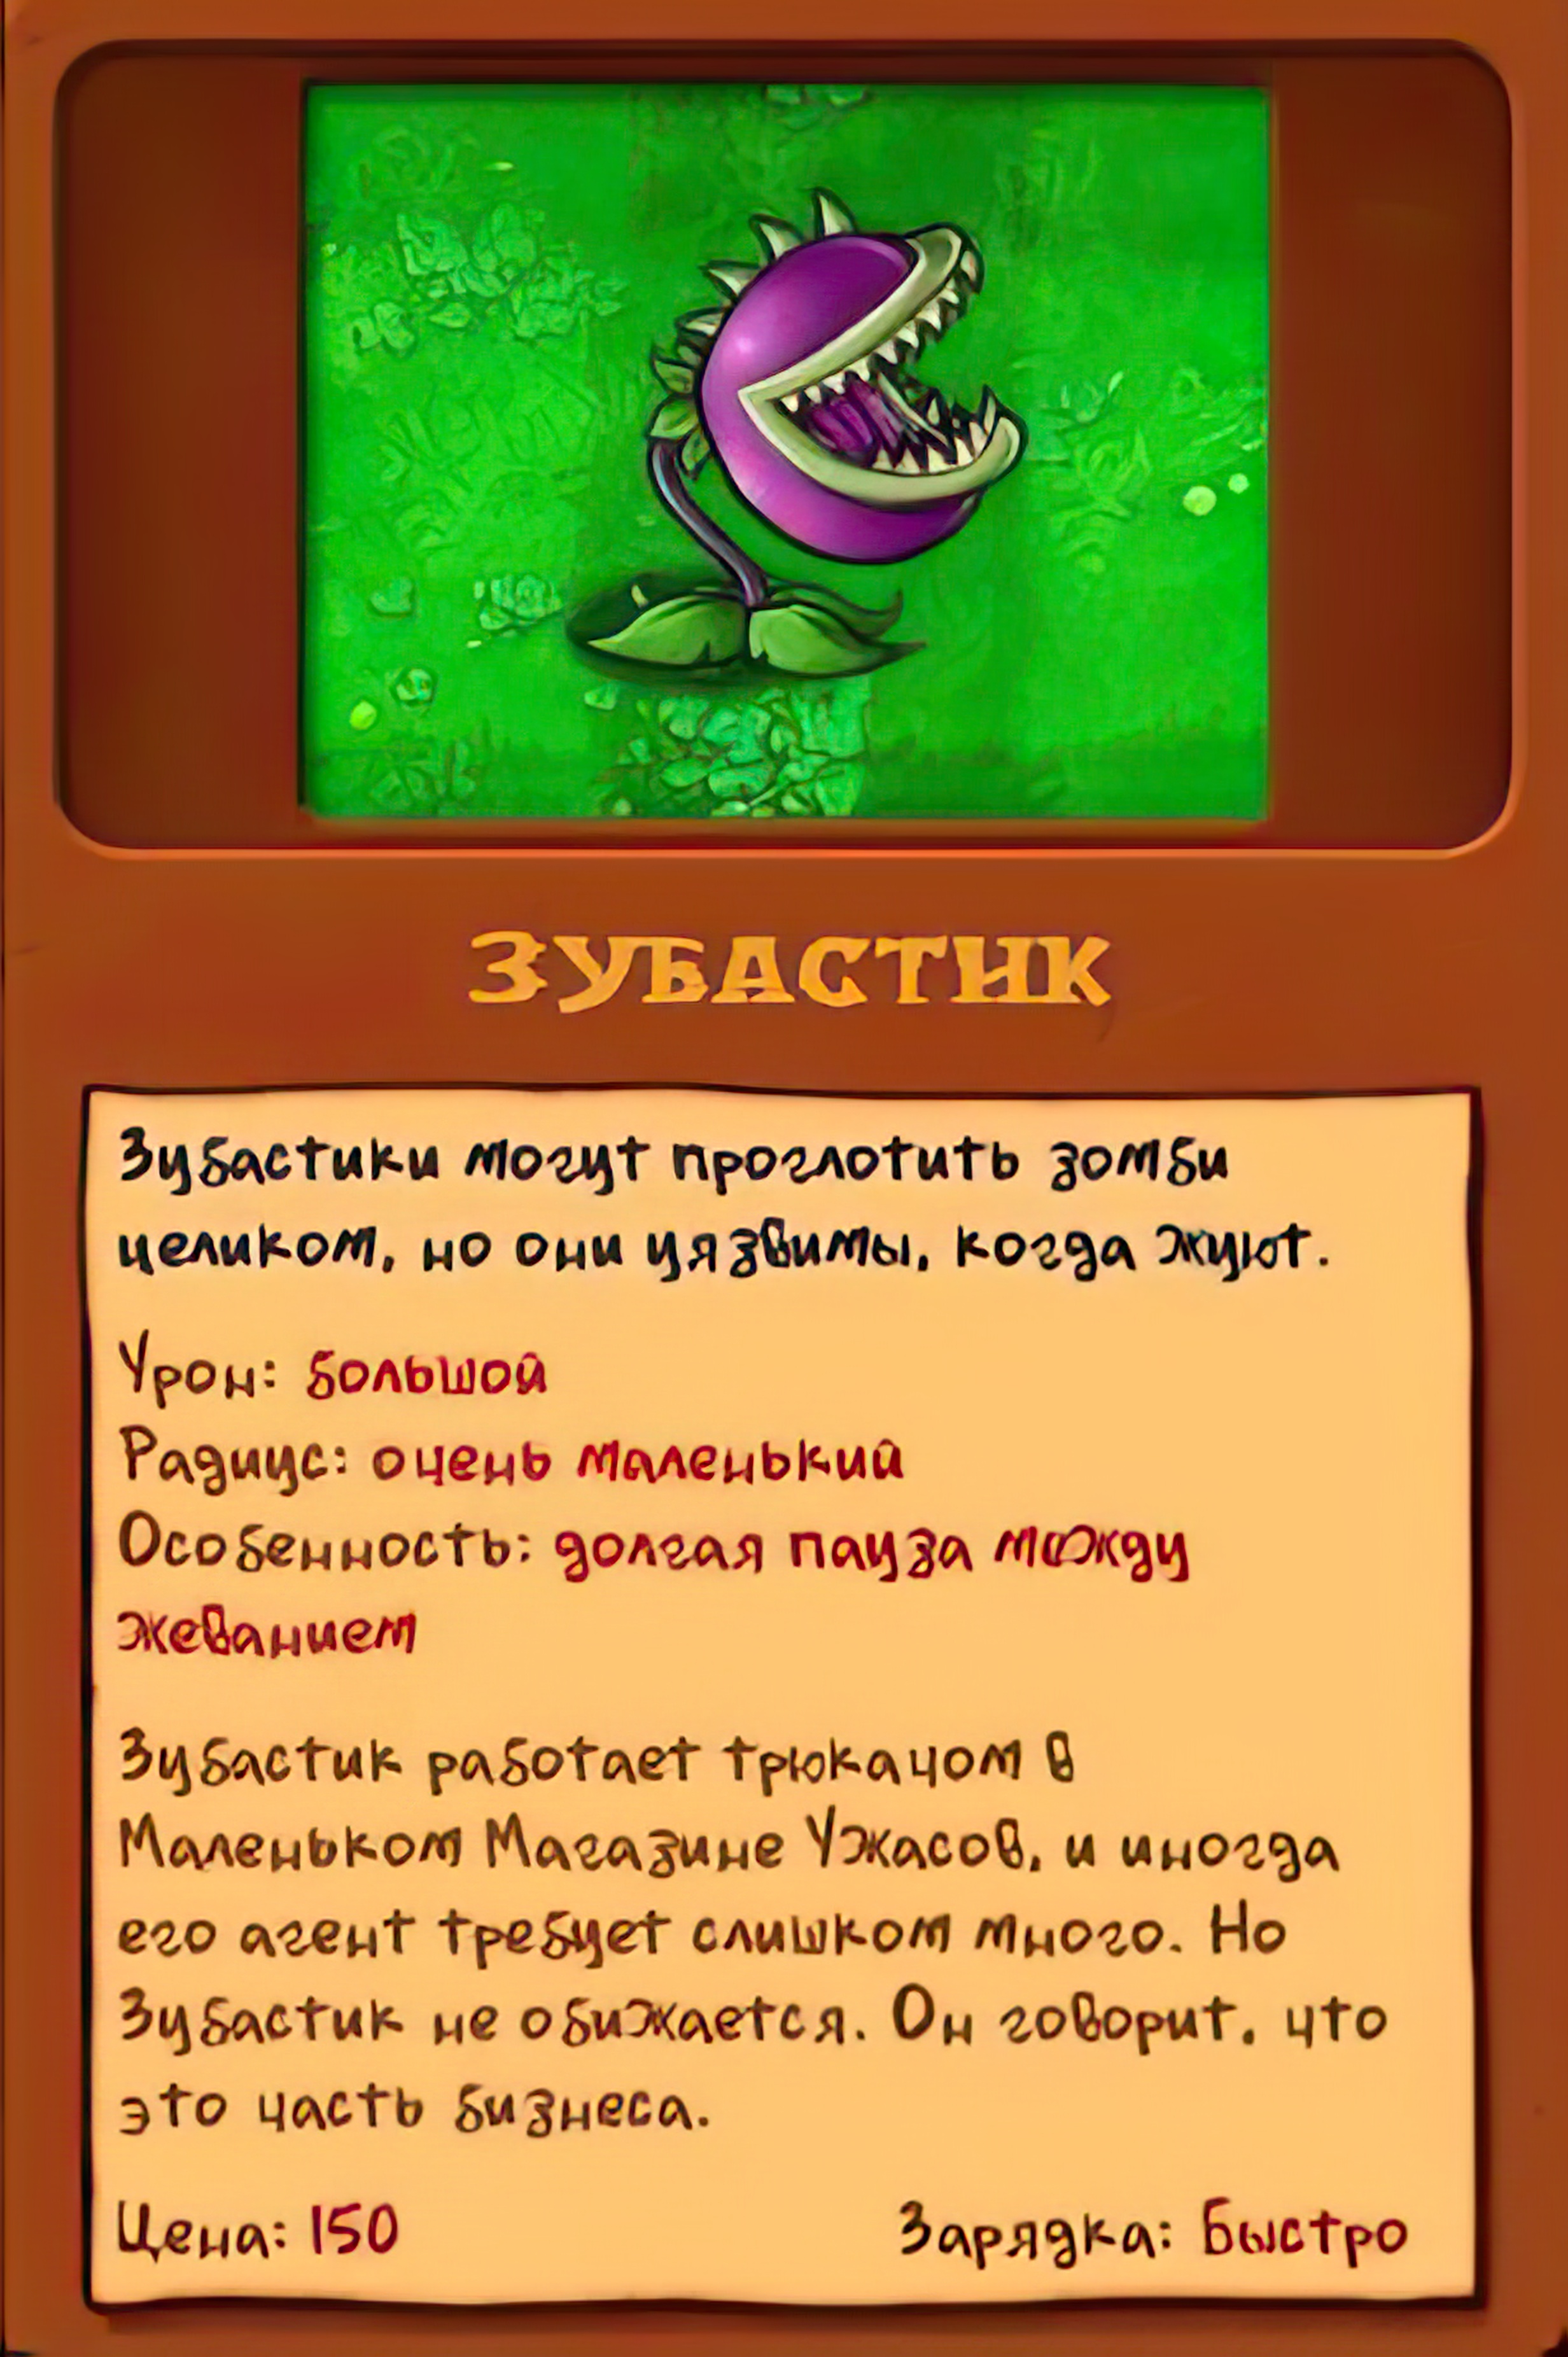 ЗУБАСТИК
Зубастики могут проглотить зомби
целиком, но они уязвимы, когда жуют.
Урон: большой
Радиус: очень маленький
Особенность: долгая пауза между
жеванием
Зубастик работает трюкачом в
Маленьком Магазине Ужасов, и иногда
его агент требует слишком много. Но
Зубастик не обижается. Он говорит, что
это часть бизнеса.
Цена: 150 Зарядка: Быстро